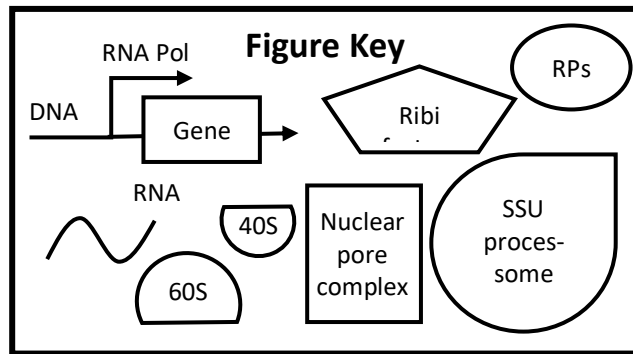 Figure Key
RNA Pol
DNA
Gene
Ribi
RPs
RNA
40S
60S
Nuclear
pore
complex
SSU
proces-
some